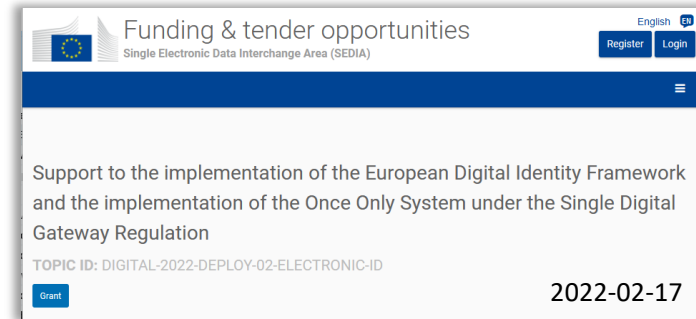 Funding & tender opportunities
Single Electronic Data Interchange Area (SEDIA)
English EN
Register Login
Support to the implementation of the European Digital Identity Framework
and the implementation of the Once Only System under the Single Digital
Gateway Regulation
TOPIC ID: DIGITAL-2022-DEPLOY-02-ELECTRONIC-ID
Grant
2022-02-17